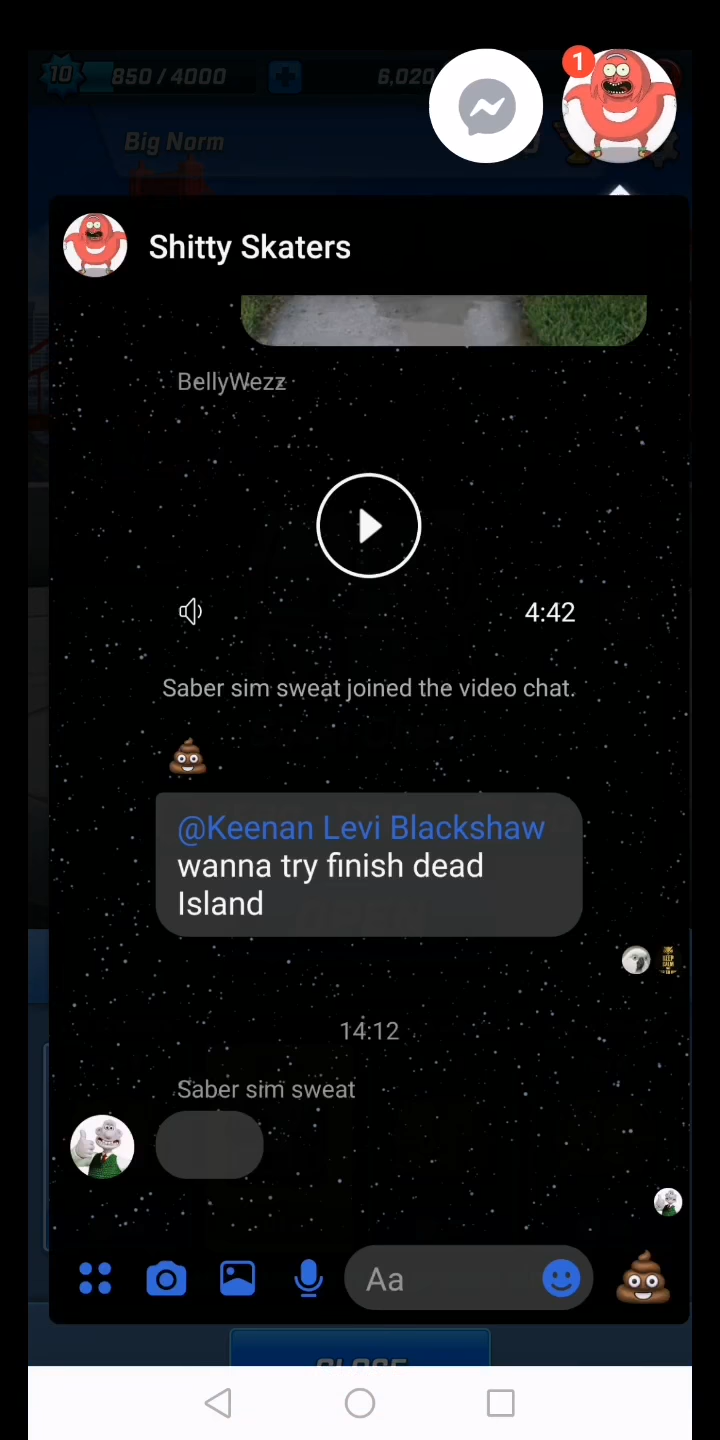 10 850 / 4000
6,020
1
Big Norm
Shitty Skaters
BellyWezz
4:42
Saber sim sweat joined the video chat.
@Keenan Levi Blackshaw
wanna try finish dead
Island
14:12
Saber sim sweat
Aa
CLOSE